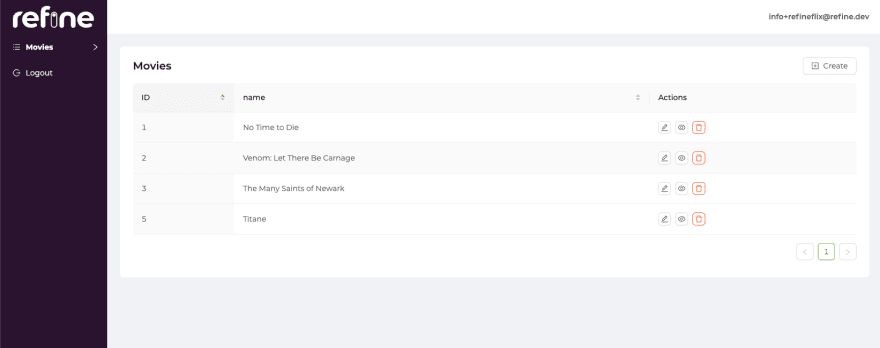 refine
info+refineflix@refine.dev
Movies
Logout
Movies
Create
ID name Actions
1 No Time to Die
2 Venom: Let There Be Carnage
3 The Many Saints of Newark
5 Titane
1